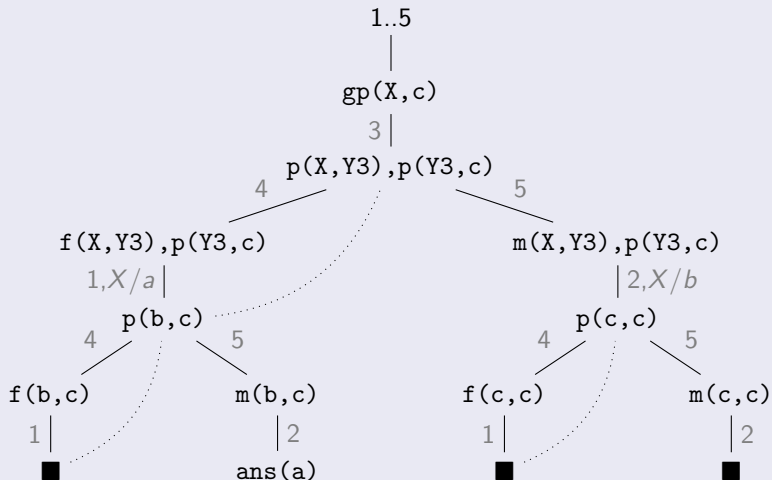 1..5
gp(X,c)
3
p(X,Y3),p(Y3,c)
4 5
f(X,Y3),p(Y3,c) m(X,Y3),p(Y3,c)
1,X/a 2,X/b
p(b,c) p(c,c)
4 5 4 5
f(b,c) m(b,c) f(c,c) m(c,c)
1 2 1 2
ans(a)